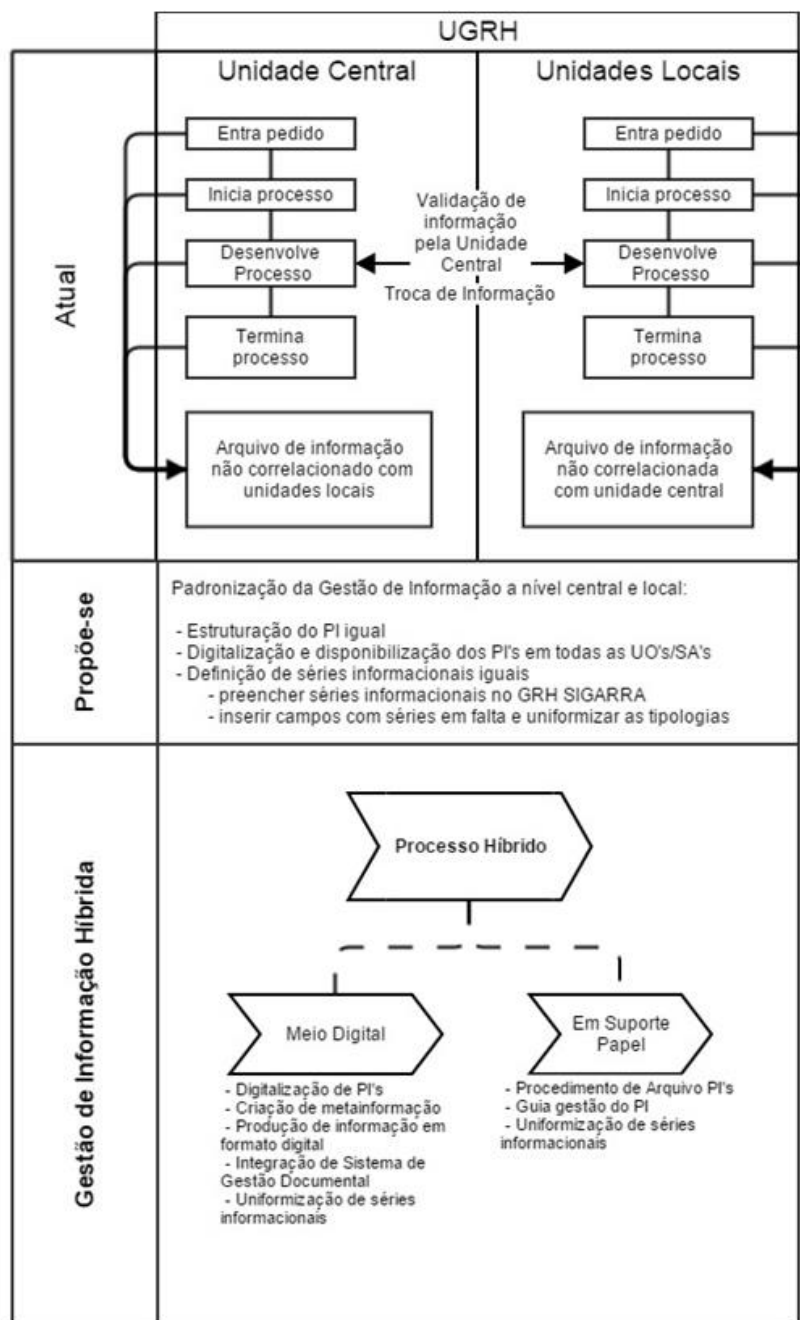 UGRH
Unidade Central
Unidades Locais
Atual
Entra pedido
Inicia processo
Desenvolve
Processo
Termina
processo
Arquivo de informação
não correlacionado com
unidades locais
Validação de
informação
pela Unidade
Central
Troca de Informação
Entra pedido
Inicia processo
Desenvolve
Processo
Termina
processo
Arquivo de informação
não correlacionada
com unidade central
Propõe-se
Padronização da Gestão de Informação a nível central e local:
- Estruturação do PI igual
- Digitalização e disponibilização dos PI's em todas as UO's/SA's
- Definição de séries informacionais iguais
- preencher séries informacionais no GRH SIGARRA
- inserir campos com séries em falta e uniformizar as tipologias
Gestão de Informação Híbrida
Processo Híbrido
Meio Digital
- Digitalização de PI's
- Criação de metainformação
- Produção de informação em
formato digital
- Integração de Sistema de
Gestão Documental
- Uniformização de séries
informacionais
Em Suporte
Papel
- Procedimento de Arquivo PI's
- Guia gestão do PI
- Uniformização de séries
informacionais